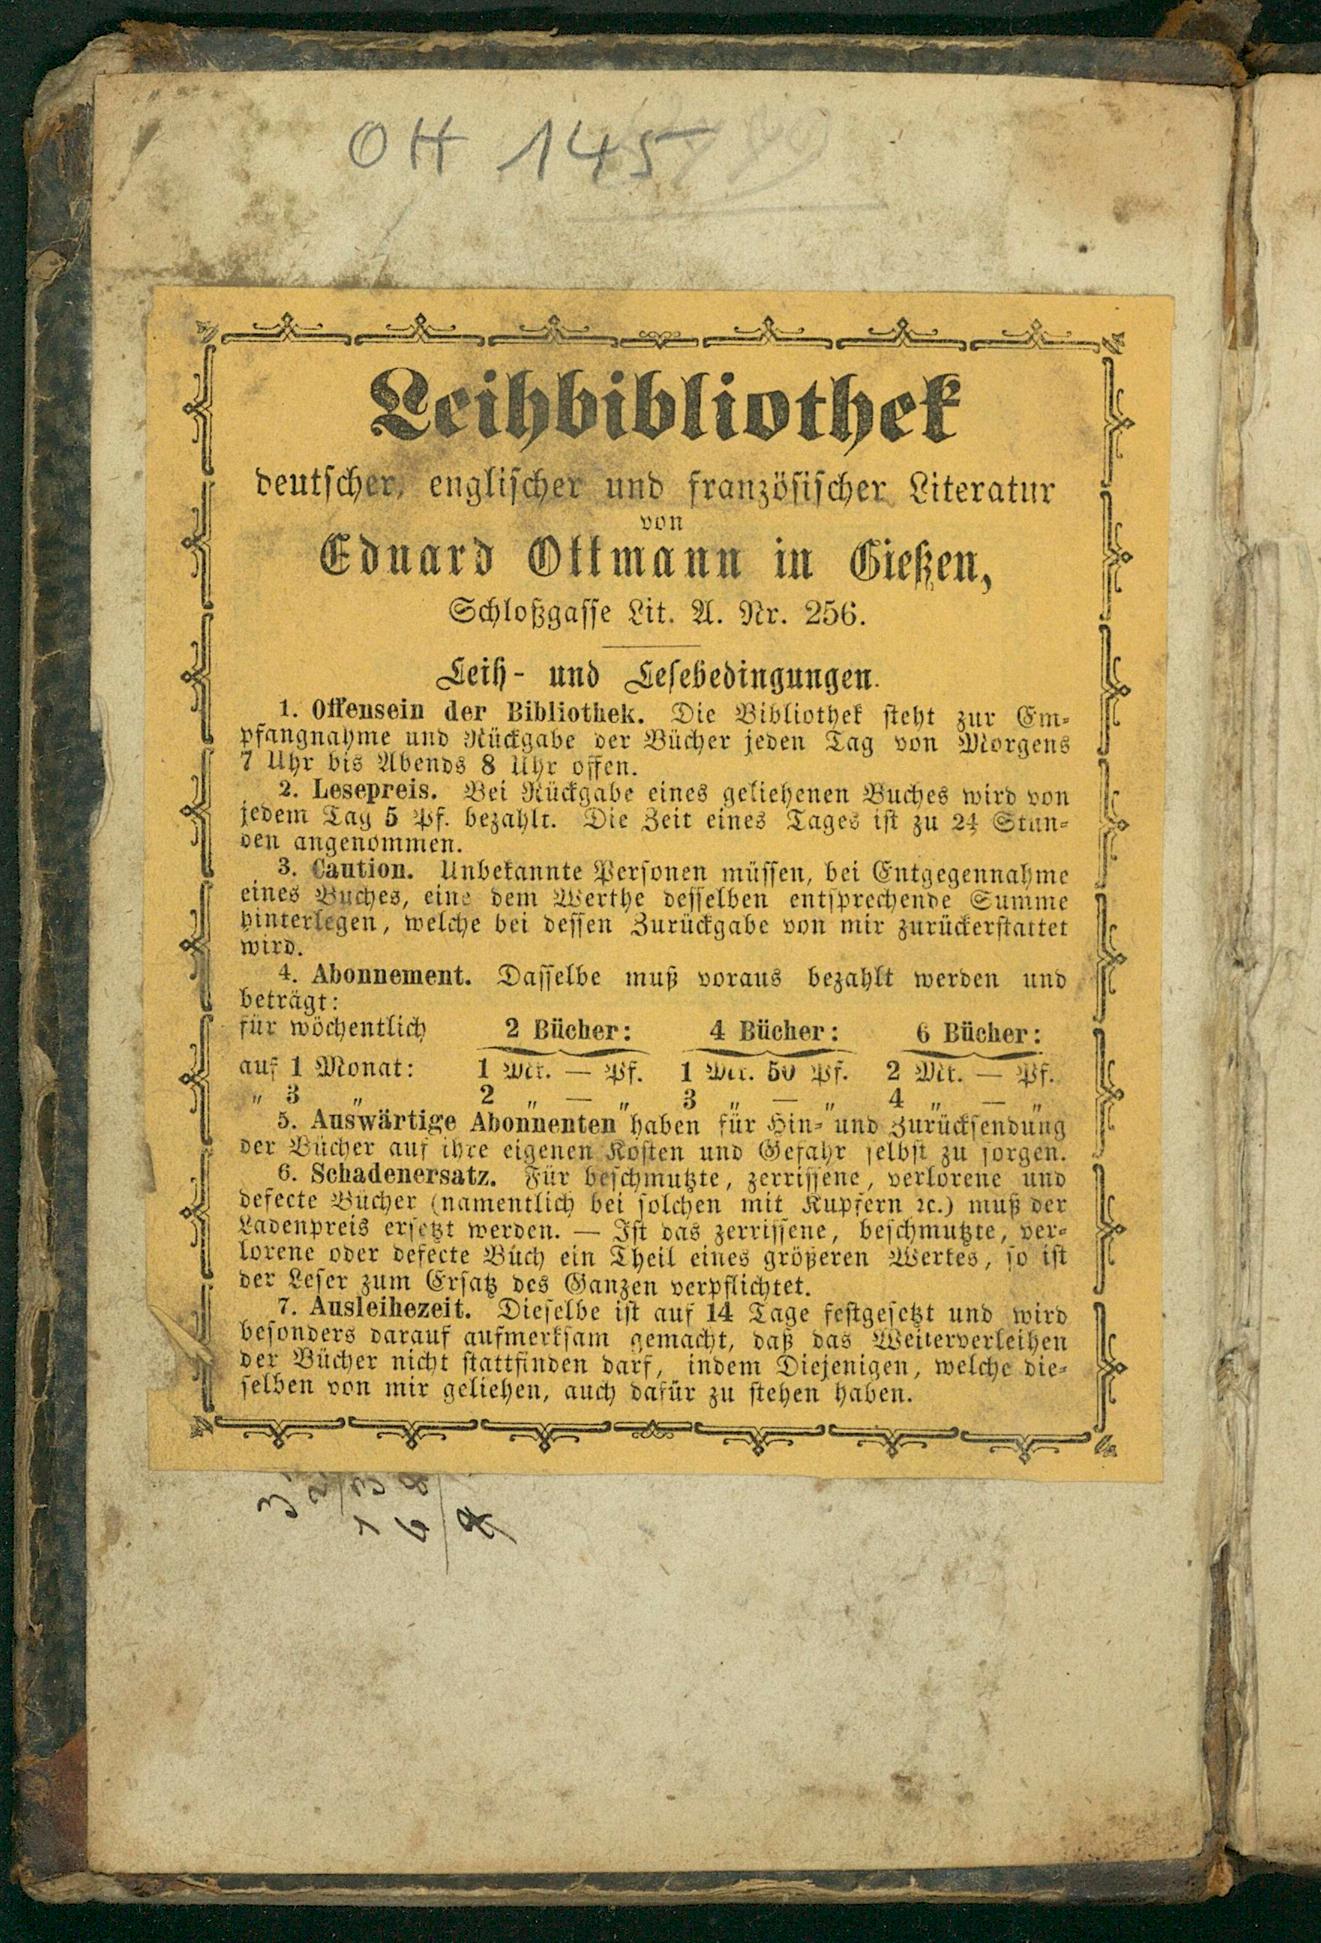 OH 145
Leihbibliothek
deutscher, englischer und französischer Literatur
von
Eduard Ottmann in Gießen,
Schloßgasse Lit. A. Nr. 256.
Leih- und Lesebedingungen.
1. Offensein der Bibliothek. Die Bibliothek steht zur Em-
pfangnahme und Rückgabe der Bücher jeden Tag von Morgens
7 Uhr bis Abends 8 Uhr offen.
2. Lesepreis. Bei Rückgabe eines geliehenen Buches wird von
jedem Tag 5 Pf. bezahlt. Die Zeit eines Tages ist zu 24 Stun-
den angenommen.
3. Caution. Unbekannte Personen müssen, bei Entgegennahme
eines Buches, eine dem Werthe desselben entsprechende Summe
hinterlegen, welche bei dessen Zurückgabe von mir zurückerstattet
wird.
4. Abonnement. Dasselbe muß voraus bezahlt werden und
beträgt:
für wöchentlich 2 Bücher: 4 Bücher: 6 Bücher:
auf 1 Monat: 1 Mk. — Pf. 1 Mk. 50 Pf. 2 Mk. — Pf.
„ 3 „ 2 „ — „ 3 „ — „ 4 „ — „
5. Auswärtige Abonnenten haben für Hin- und Zurücksendung
der Bücher auf ihre eigenen Kosten und Gefahr selbst zu sorgen.
6. Schadenersatz. Für beschmutzte, zerrissene, verlorene und
defecte Bücher (namentlich bei solchen mit Kupfern ꝛc.) muß der
Ladenpreis ersetzt werden. — Ist das zerrissene, beschmutzte, ver-
lorene oder defecte Buch ein Theil eines größeren Werkes, so ist
der Leser zum Ersatz des Ganzen verpflichtet.
7. Ausleihezeit. Dieselbe ist auf 14 Tage festgesetzt und wird
besonders darauf aufmerksam gemacht, daß das Weiterverleihen
der Bücher nicht stattfinden darf, indem Diejenigen, welche die-
selben von mir geliehen, auch dafür zu stehen haben.